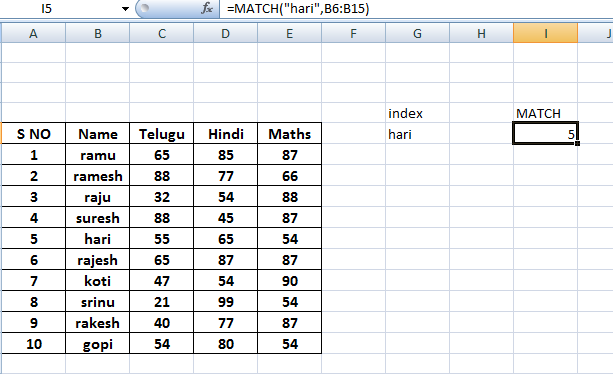 I5 fx =MATCH("hari",B6:B15)
A B C D E F G H I J
index MATCH
S NO Name Telugu Hindi Maths hari 5
1 ramu 65 85 87
2 ramesh 88 77 66
3 raju 32 54 88
4 suresh 88 45 87
5 hari 55 65 54
6 rajesh 65 87 87
7 koti 47 54 90
8 srinu 21 99 54
9 rakesh 40 77 87
10 gopi 54 80 54